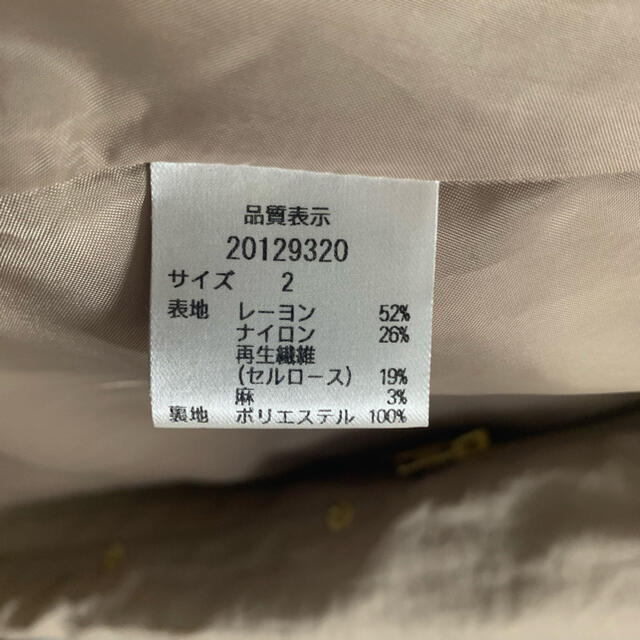 品質表示
20129320
サイズ 2
表地 レーヨン 52%
ナイロン 26%
再生繊維
(セルロース) 19%
麻 3%
裏地 ポリエステル 100%